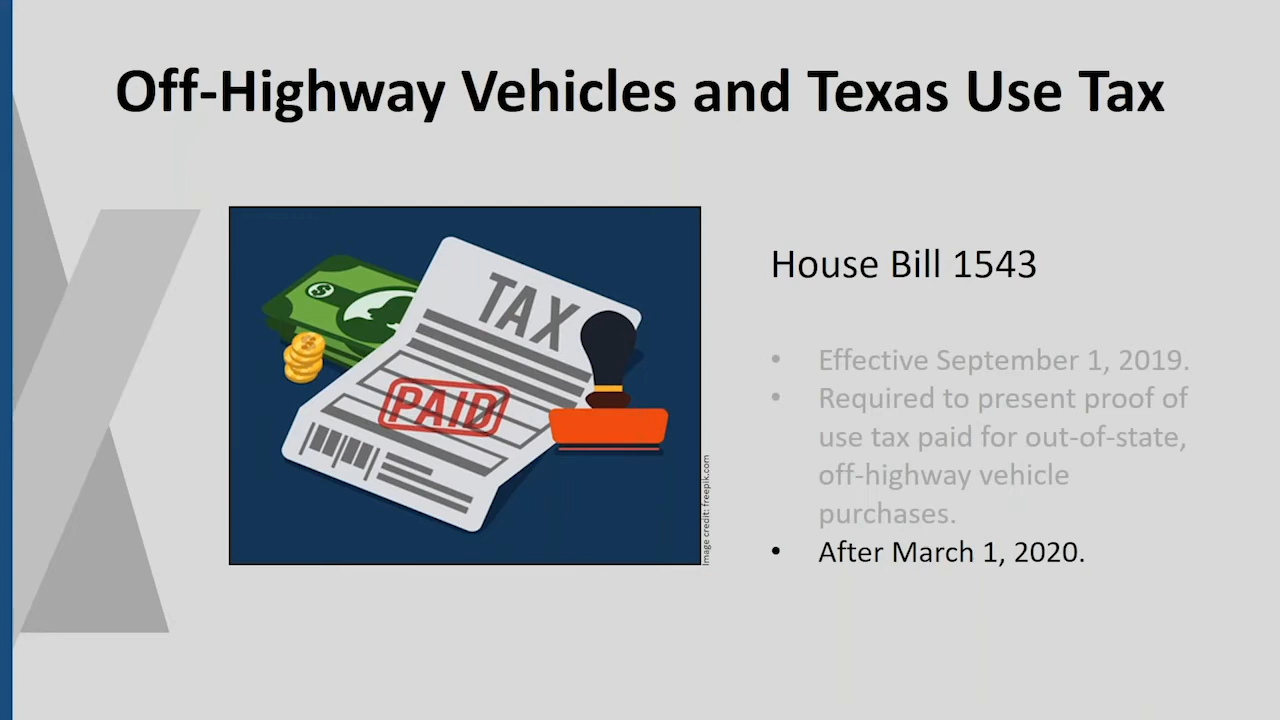 Off-Highway Vehicles and Texas Use Tax
TAX
PAID
Image credit: freepik.com
House Bill 1543
• Effective September 1, 2019.
• Required to present proof of
use tax paid for out-of-state,
off-highway vehicle
purchases.
• After March 1, 2020.